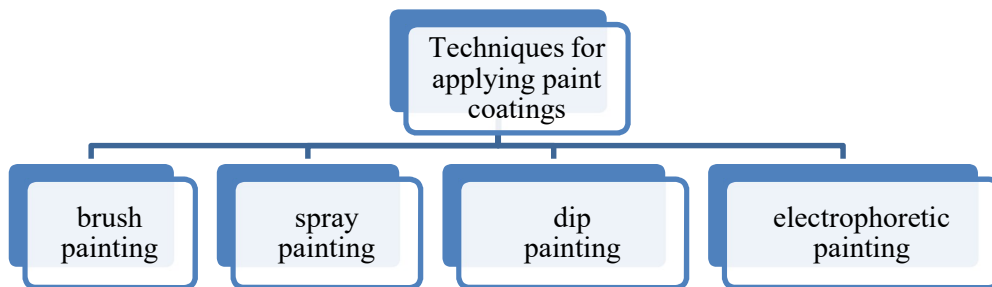 Techniques for
applying paint
coatings
brush
painting
spray
painting
dip
painting
electrophoretic
painting